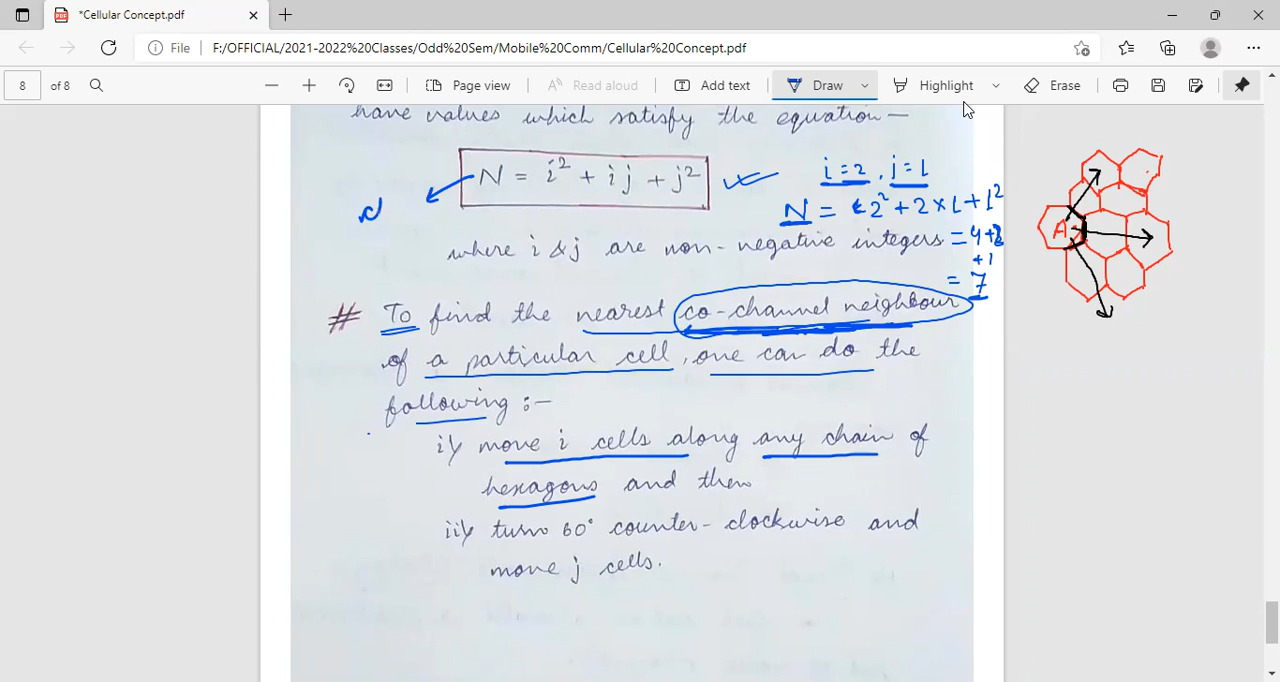 *Cellular Concept.pdf
File
F:/OFFICIAL/2021-2022%20Classes/Odd%20Sem/Mobile%20Comm/Cellular%20Concept.pdf
8 of 8
Page view
Read aloud
Add text
Draw
Highlight
Erase
have values which satisfy the equation —
N = i² + ij + j²
i=2, j=1
N = 2² + 2×1 + 1²
where i & j are non-negative integers
= 4+2
+1
= 7
A
# To find the nearest co-channel neighbour
of a particular cell, one can do the
following :-
i) move i cells along any chain of
hexagons and then
ii) turn 60° counter-clockwise and
move j cells.